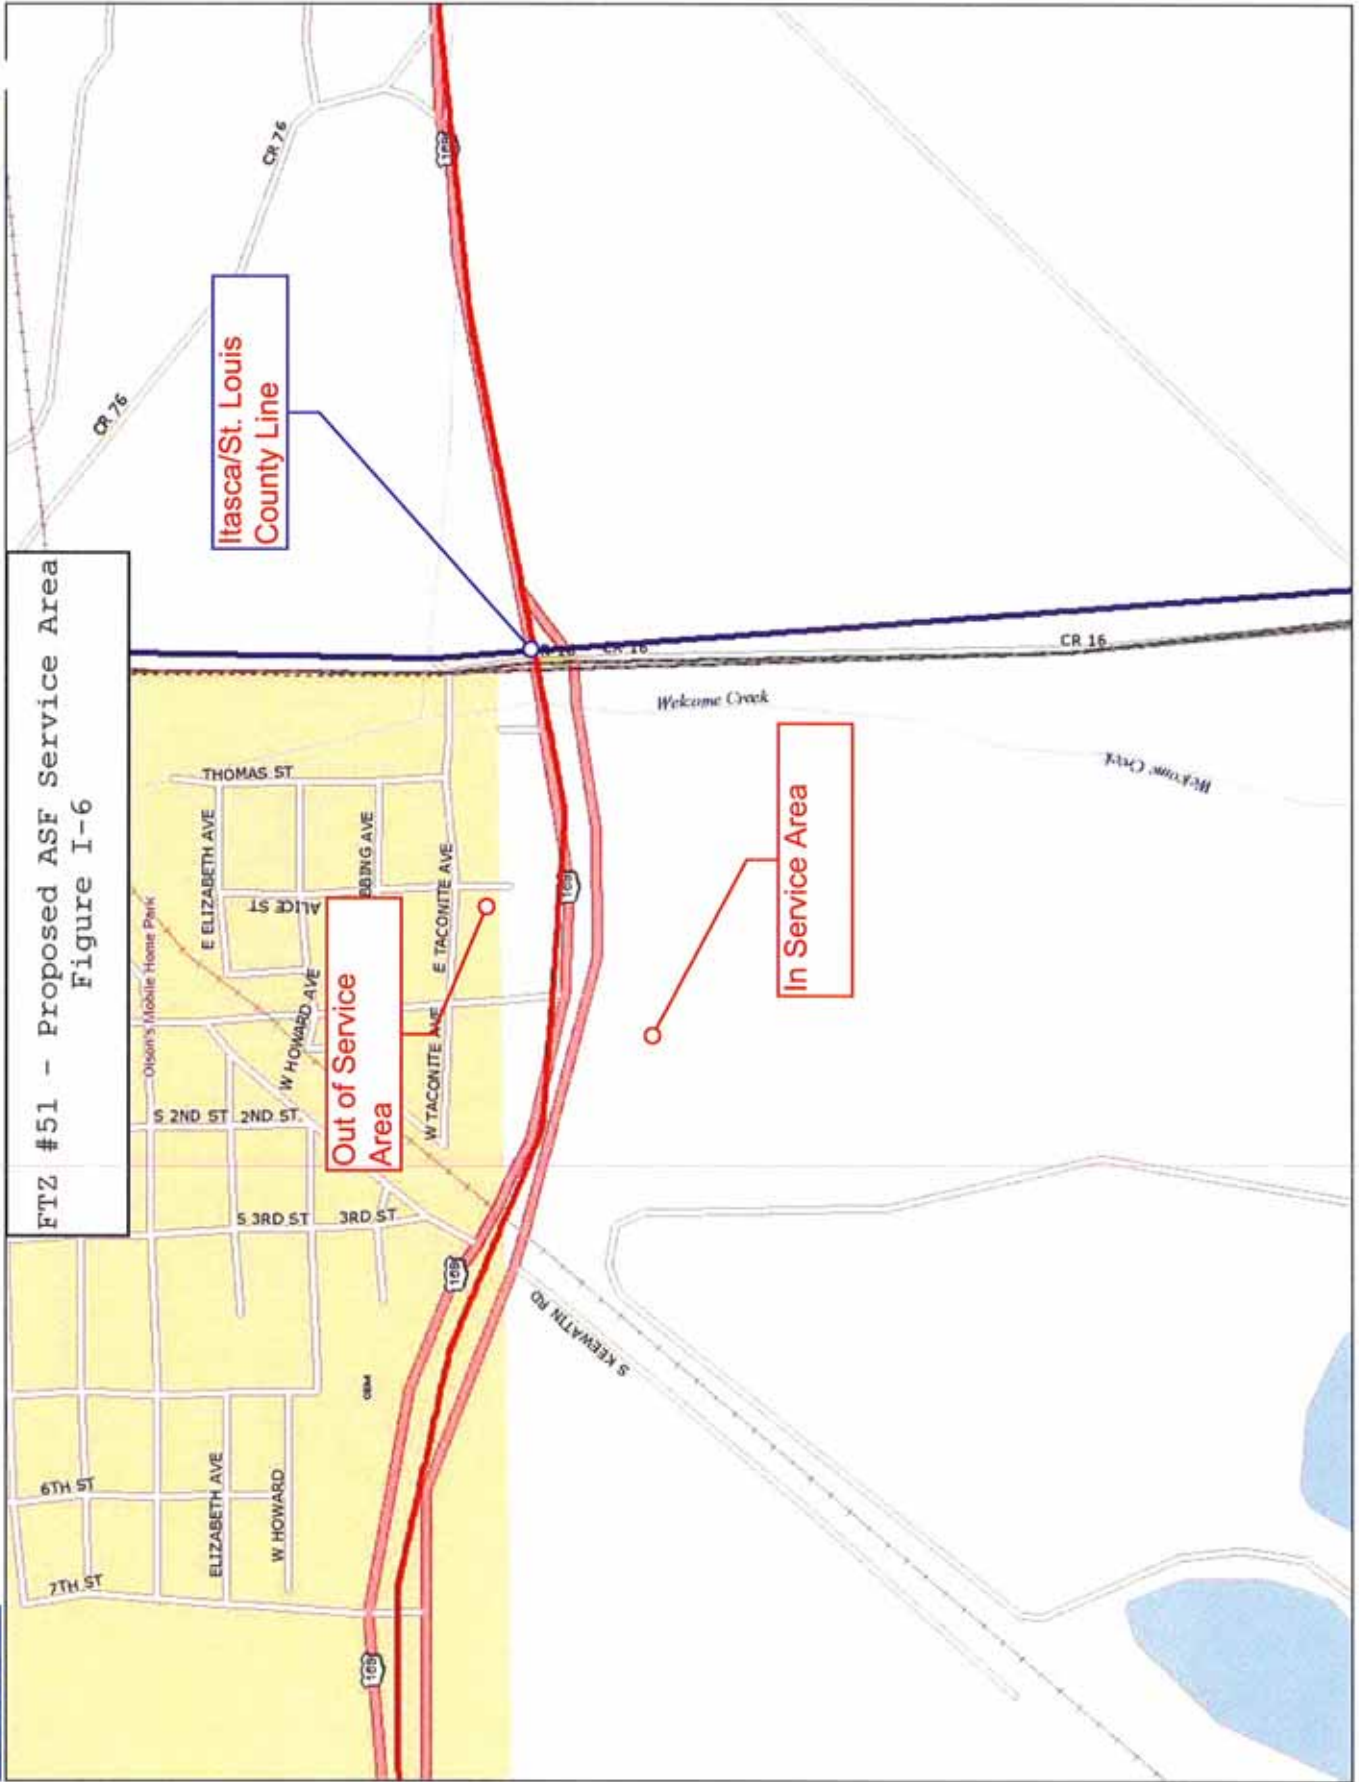 FTZ #51 - Proposed ASF Service Area
Figure I-6
Itasca/St. Louis
County Line
Out of Service
Area
In Service Area
CR 76
CR 76
169
CR 16
CR 16
Welcome Creek
Welcome Creek
THOMAS ST
E ELIZABETH AVE
ALICE ST
BBING AVE
E TACONITE AVE
169
Olson's Mobile Home Park
W HOWARD AVE
W TACONITE AVE
S 2ND ST
2ND ST
S 3RD ST
3RD ST
169
S KEEWATIN RD
ELIZABETH AVE
W HOWARD
6TH ST
7TH ST
169